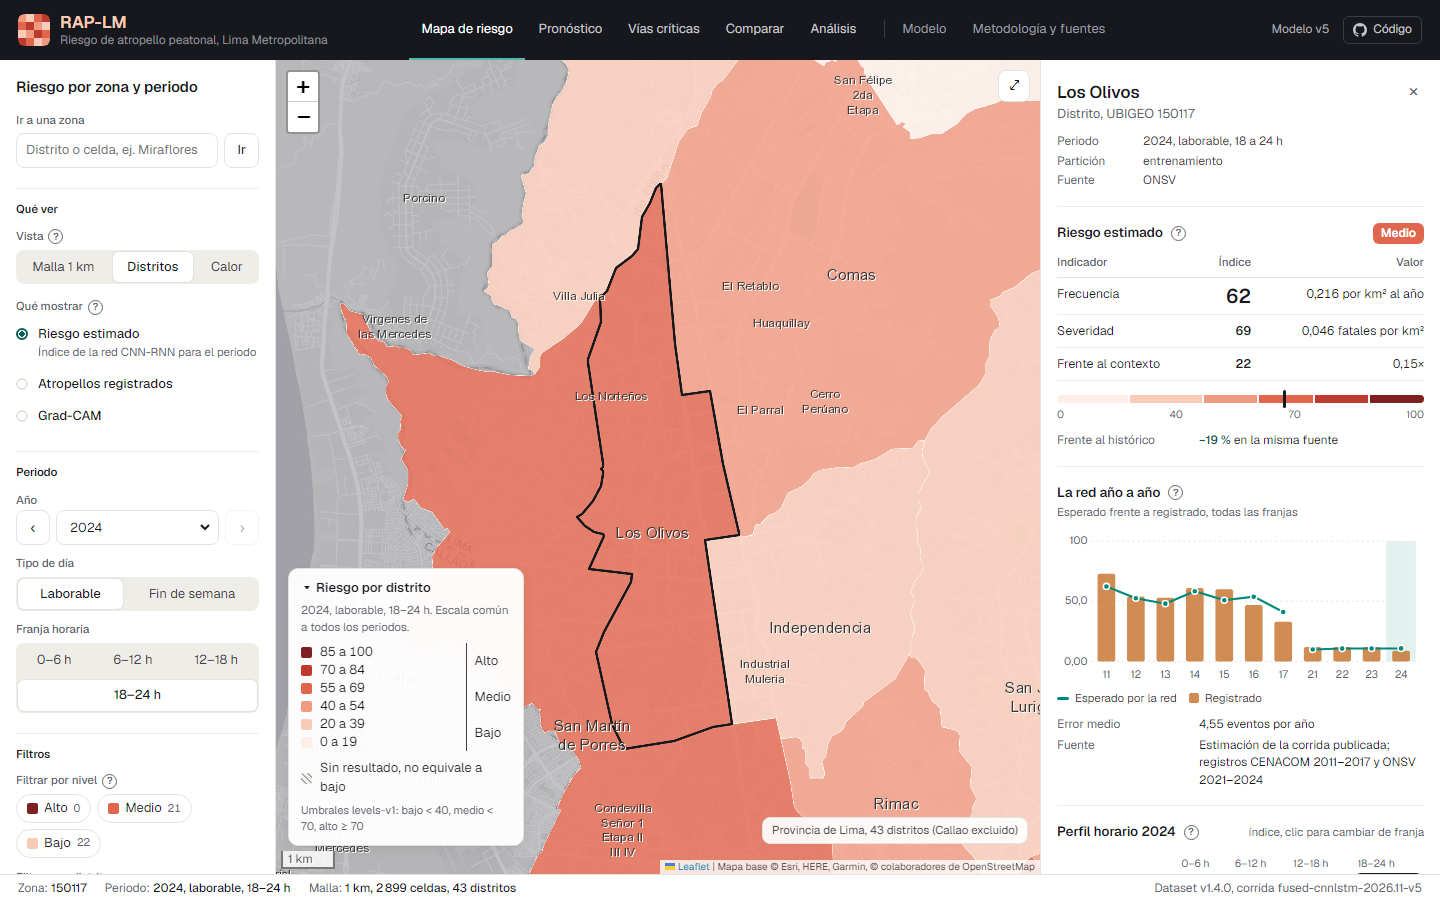 RAP-LM
Riesgo de atropello peatonal, Lima Metropolitana
Mapa de riesgo
Pronóstico
Vías críticas
Comparar
Análisis
Modelo
Metodología y fuentes
Modelo v5
Código
Riesgo por zona y periodo
Ir a una zona
Distrito o celda, ej. Miraflores
Ir
Qué ver
Vista ?
Malla 1 km
Distritos
Calor
Qué mostrar ?
Riesgo estimado
Índice de la red CNN-RNN para el periodo
Atropellos registrados
Grad-CAM
Periodo
Año
2024
Tipo de día
Laborable
Fin de semana
Franja horaria
0–6 h
6–12 h
12–18 h
18–24 h
Filtros
Filtrar por nivel ?
Alto 0
Medio 21
Bajo 22
+
−
San Félipe
2da
Etapa
Porcino
Comas
El Retablo
Villa Julia
Virgenes de
las Mercedes
Huaquillay
Los Norteños
Cerro
Perúano
El Parral
Los Olivos
Independencia
Industrial
Muleria
San Martín
de Porres
Rimac
Condevilla
Señor 1
Etapa II
III IV
Mercedes
Riesgo por distrito
2024, laborable, 18–24 h. Escala común
a todos los periodos.
85 a 100
70 a 84
55 a 69
40 a 54
20 a 39
0 a 19
Alto
Medio
Bajo
Sin resultado, no equivale a
bajo
Umbrales levels-v1: bajo < 40, medio <
70, alto ≥ 70
1 km
Provincia de Lima, 43 distritos (Callao excluido)
Leaflet | Mapa base © Esri, HERE, Garmin, © colaboradores de OpenStreetMap
Los Olivos
×
Distrito, UBIGEO 150117
Periodo 2024, laborable, 18 a 24 h
Partición entrenamiento
Fuente ONSV
Riesgo estimado ? Medio
Indicador Índice Valor
Frecuencia 62 0,216 por km² al año
Severidad 69 0,046 fatales por km²
Frente al contexto 22 0,15×
0 40 70 100
Frente al histórico −19 % en la misma fuente
La red año a año ?
Esperado frente a registrado, todas las franjas
100
50,0
0,00
11 12 13 14 15 16 17 21 22 23 24
Esperado por la red Registrado
Error medio 4,55 eventos por año
Fuente Estimación de la corrida publicada;
registros CENACOM 2011–2017 y ONSV
2021–2024
Perfil horario 2024 ? índice, clic para cambiar de franja
0–6 h 6–12 h 12–18 h 18–24 h
Zona: 150117 Periodo: 2024, laborable, 18–24 h Malla: 1 km, 2 899 celdas, 43 distritos
Dataset v1.4.0, corrida fused-cnnlstm-2026.11-v5